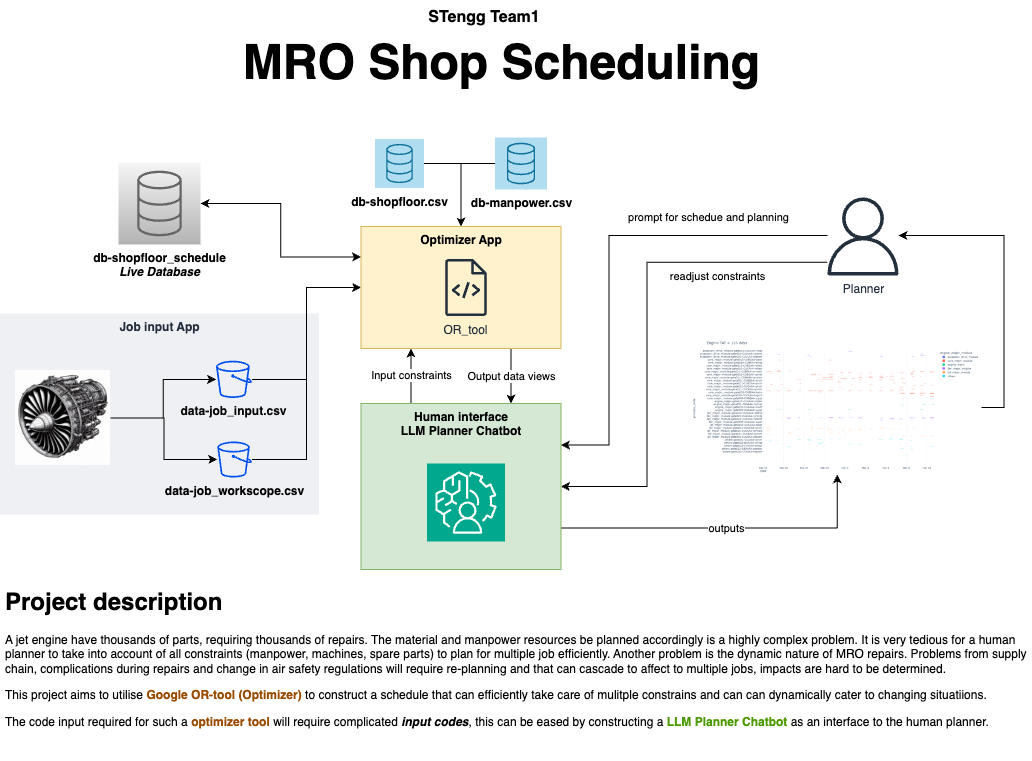 STengg Team1
MRO Shop Scheduling
db-shopfloor.csv
db-manpower.csv
db-shopfloor_schedule
Live Database
Optimizer App
OR_tool
prompt for schedue and planning
readjust constraints
Planner
Job input App
data-job_input.csv
data-job_workscope.csv
Input constraints
Output data views
Human interface
LLM Planner Chatbot
Engine TAT = 115 days
outputs
Project description
A jet engine have thousands of parts, requiring thousands of repairs. The material and manpower resources be planned accordingly is a highly complex problem. It is very tedious for a human
planner to take into account of all constraints (manpower, machines, spare parts) to plan for multiple job efficiently. Another problem is the dynamic nature of MRO repairs. Problems from supply
chain, complications during repairs and change in air safety regulations will require re-planning and that can cascade to affect to multiple jobs, impacts are hard to be determined.
This project aims to utilise Google OR-tool (Optimizer) to construct a schedule that can efficiently take care of mulitple constrains and can can dynamically cater to changing situatiions.
The code input required for such a optimizer tool will require complicated input codes, this can be eased by constructing a LLM Planner Chatbot as an interface to the human planner.